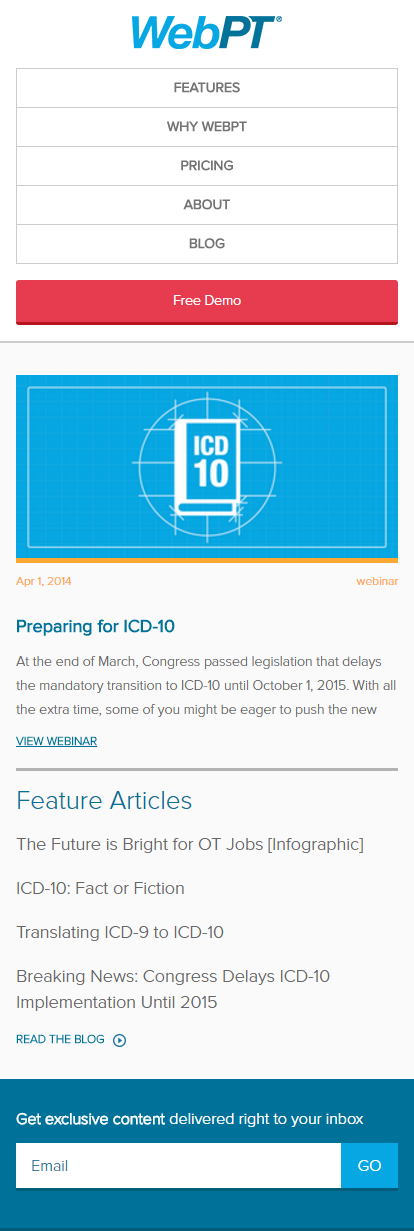 WebPT®
FEATURES
WHY WEBPT
PRICING
ABOUT
BLOG
Free Demo
ICD
10
Apr 1, 2014 webinar
Preparing for ICD-10
At the end of March, Congress passed legislation that delays
the mandatory transition to ICD-10 until October 1, 2015. With all
the extra time, some of you might be eager to push the new
VIEW WEBINAR
Feature Articles
The Future is Bright for OT Jobs [Infographic]
ICD-10: Fact or Fiction
Translating ICD-9 to ICD-10
Breaking News: Congress Delays ICD-10
Implementation Until 2015
READ THE BLOG
Get exclusive content delivered right to your inbox
Email GO